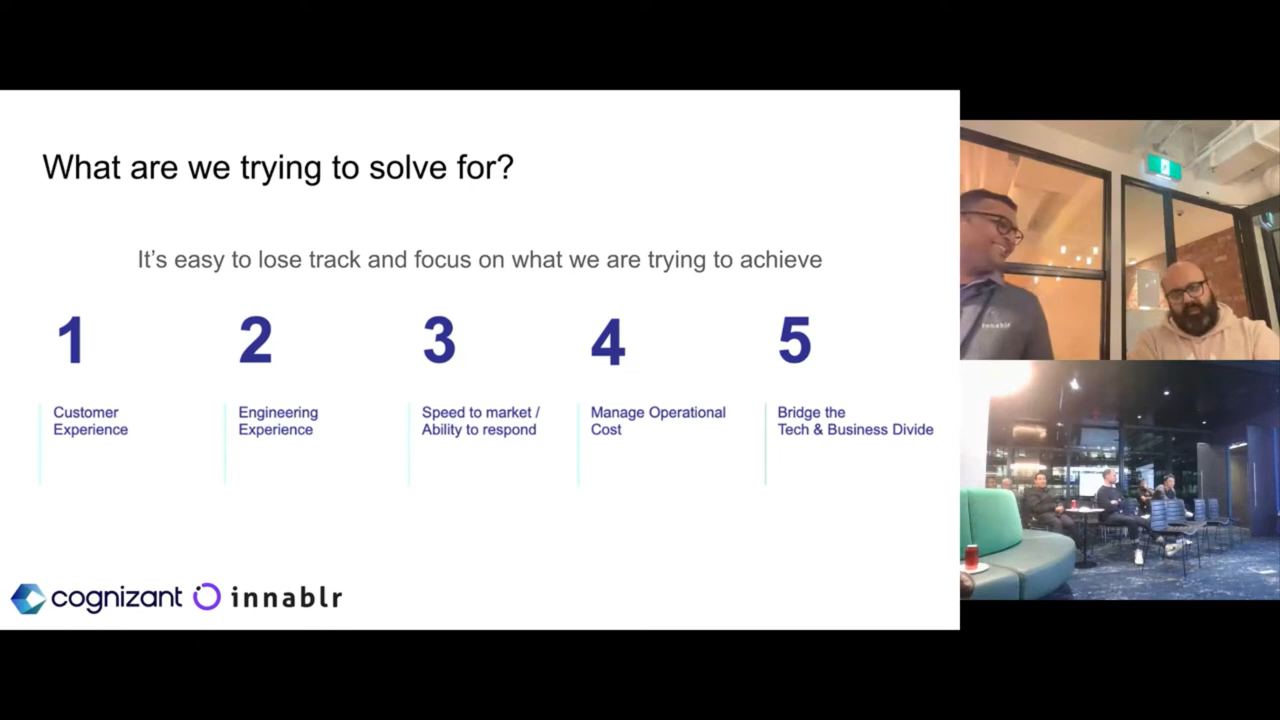 What are we trying to solve for?
It's easy to lose track and focus on what we are trying to achieve
1
2
3
4
5
Customer
Experience
Engineering
Experience
Speed to market /
Ability to respond
Manage Operational
Cost
Bridge the
Tech & Business Divide
cognizant
innablr
innablr